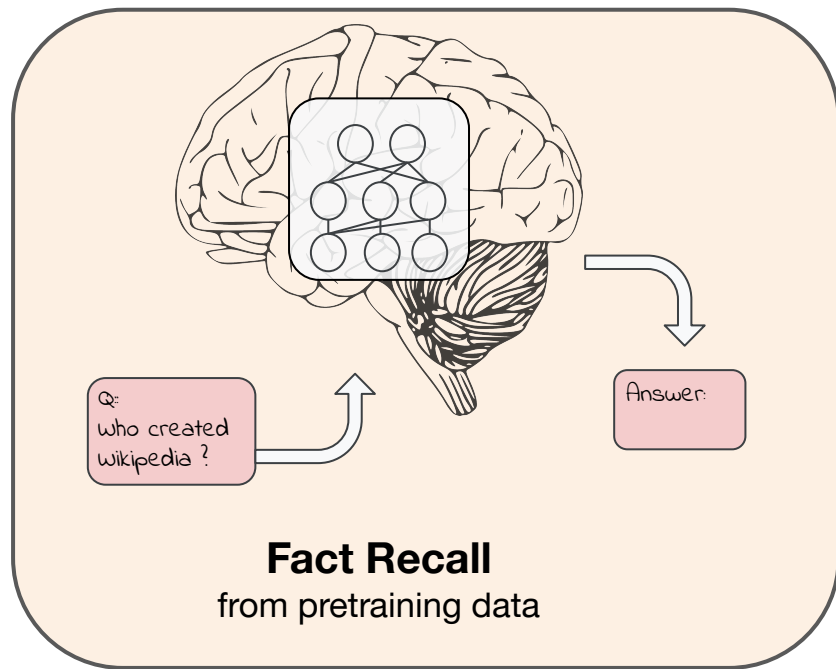 Q:
who created
wikipedia ?
Answer:
Fact Recall
from pretraining data